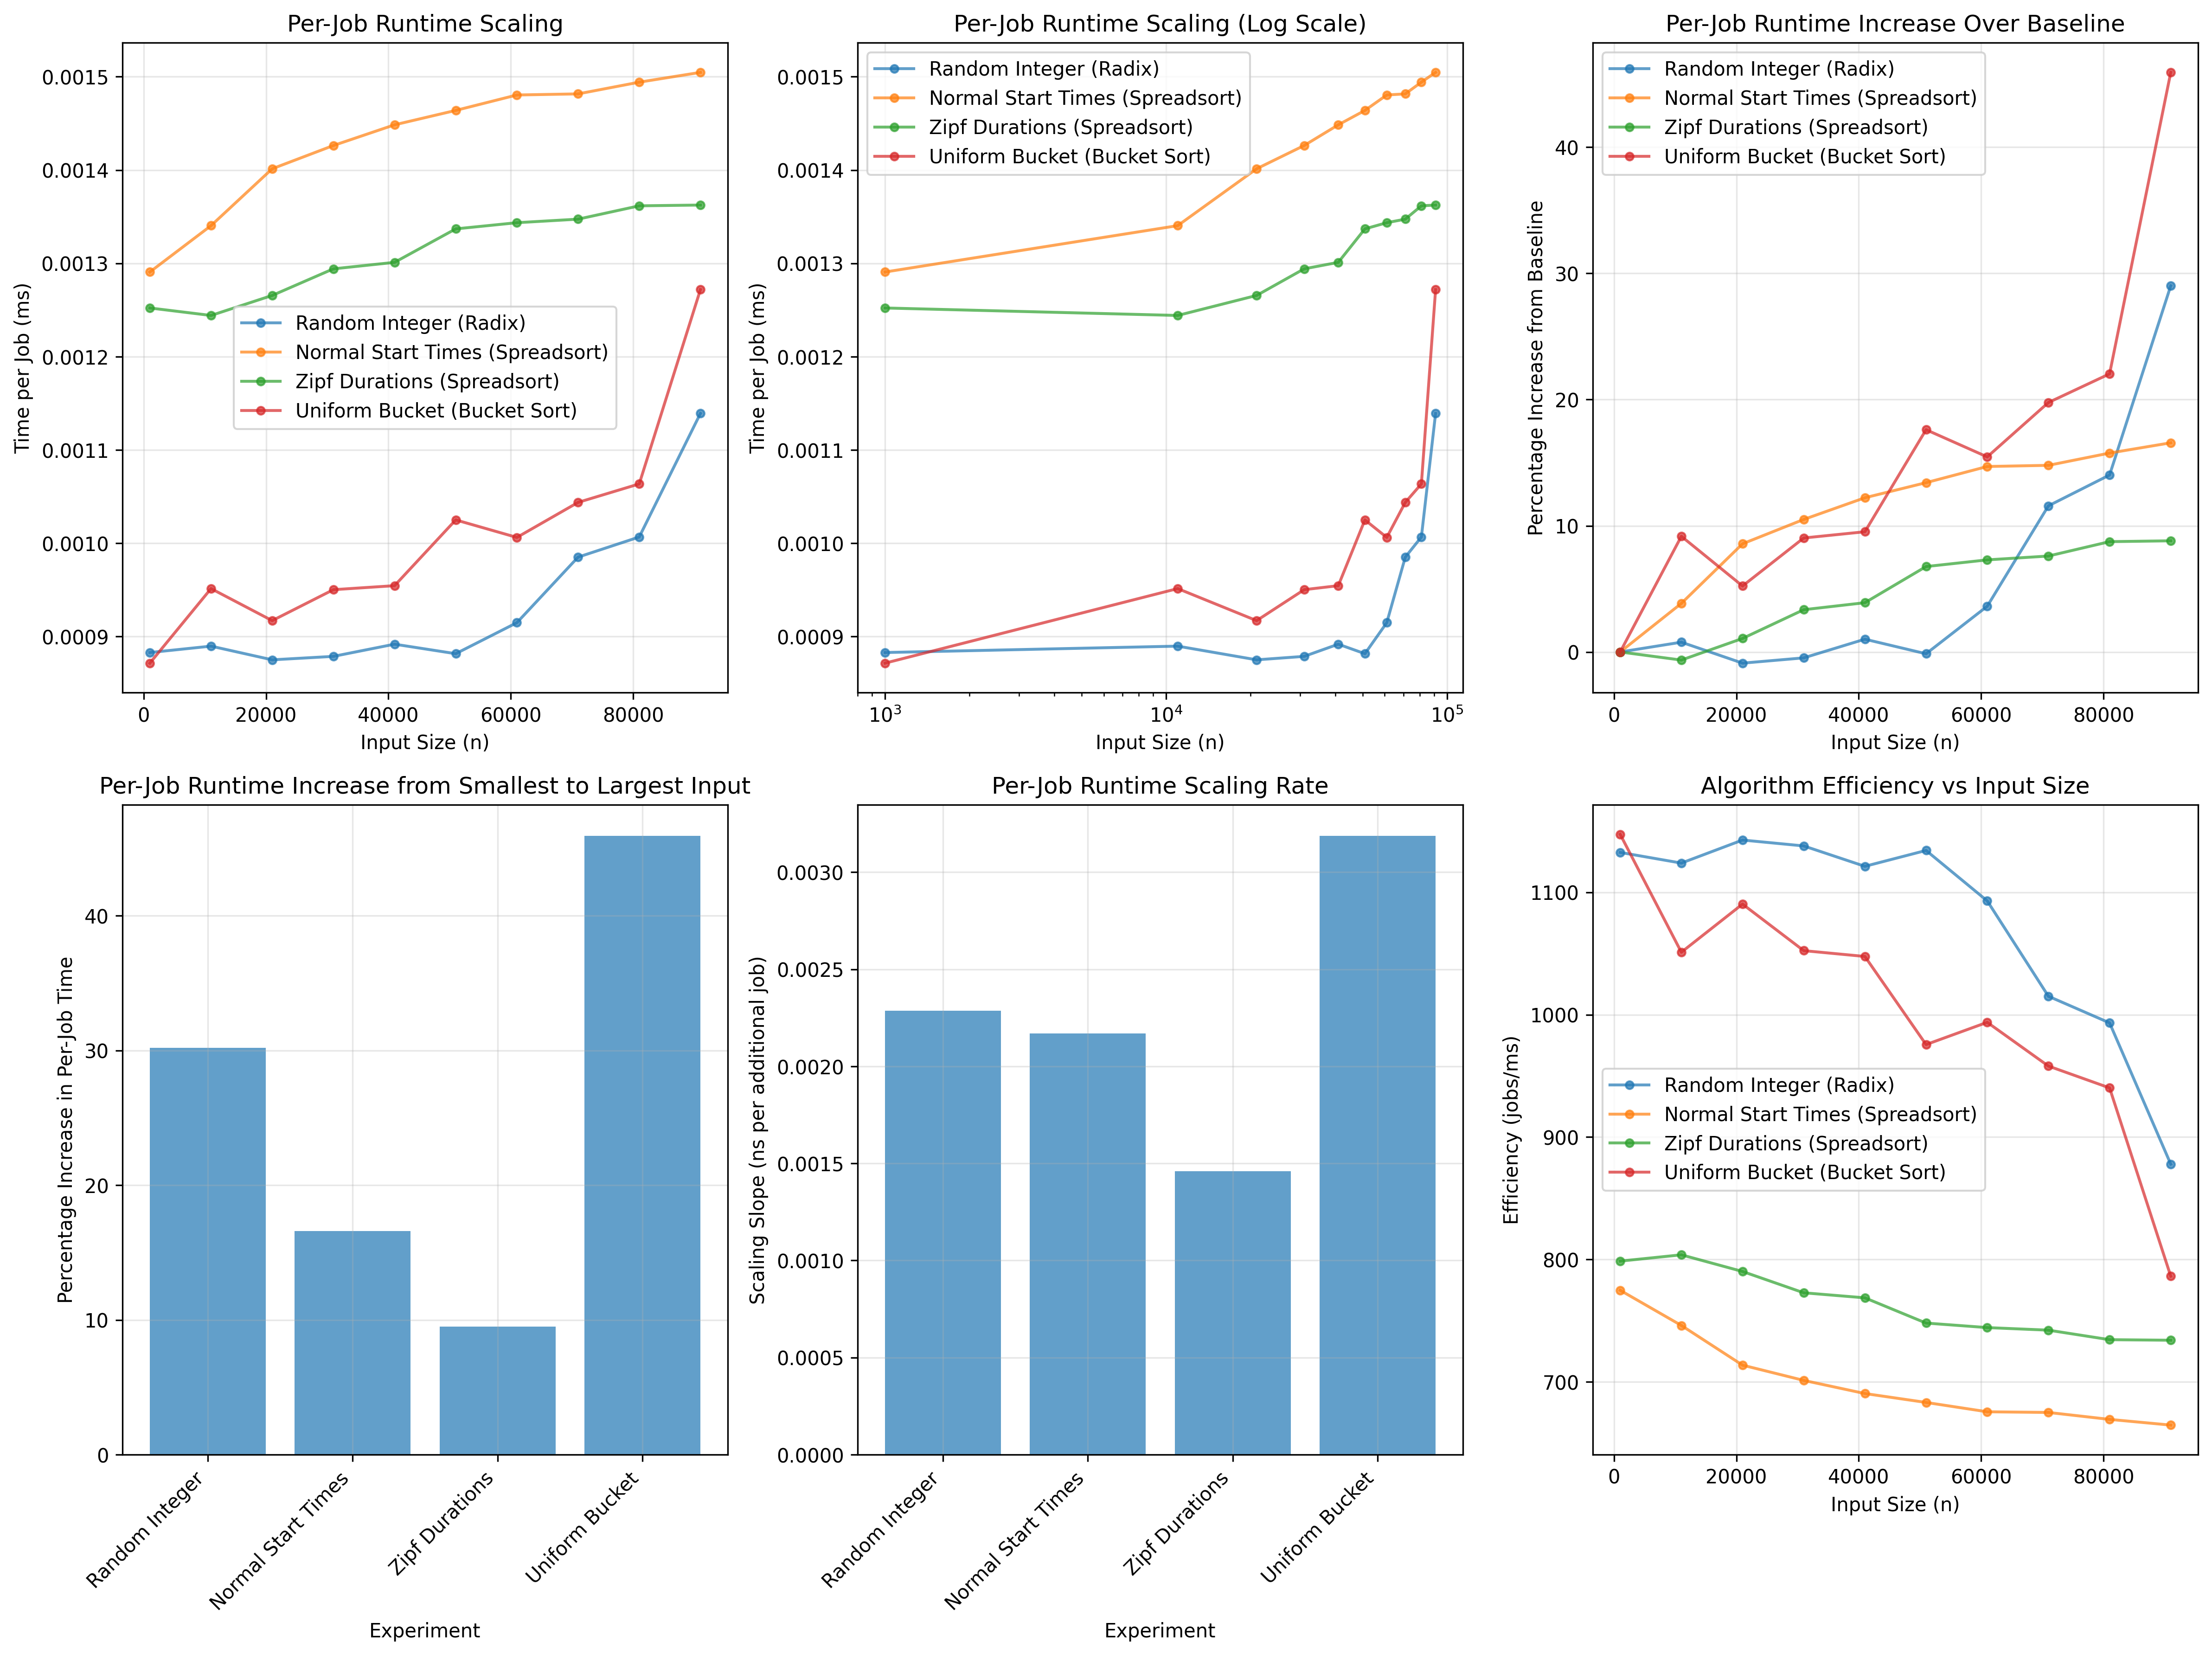 Per-Job Runtime Scaling
Time per Job (ms)
0.0015
0.0014
0.0013
0.0012
0.0011
0.0010
0.0009
Random Integer (Radix)
Normal Start Times (Spreadsort)
Zipf Durations (Spreadsort)
Uniform Bucket (Bucket Sort)
0 20000 40000 60000 80000
Input Size (n)
Per-Job Runtime Scaling (Log Scale)
Time per Job (ms)
0.0015
0.0014
0.0013
0.0012
0.0011
0.0010
0.0009
Random Integer (Radix)
Normal Start Times (Spreadsort)
Zipf Durations (Spreadsort)
Uniform Bucket (Bucket Sort)
10³ 10⁴ 10⁵
Input Size (n)
Per-Job Runtime Increase Over Baseline
Percentage Increase from Baseline
40
30
20
10
0
Random Integer (Radix)
Normal Start Times (Spreadsort)
Zipf Durations (Spreadsort)
Uniform Bucket (Bucket Sort)
0 20000 40000 60000 80000
Input Size (n)
Per-Job Runtime Increase from Smallest to Largest Input
Percentage Increase in Per-Job Time
40
30
20
10
0
Random Integer
Normal Start Times
Zipf Durations
Uniform Bucket
Experiment
Per-Job Runtime Scaling Rate
Scaling Slope (ns per additional job)
0.0030
0.0025
0.0020
0.0015
0.0010
0.0005
0.0000
Random Integer
Normal Start Times
Zipf Durations
Uniform Bucket
Experiment
Algorithm Efficiency vs Input Size
Efficiency (jobs/ms)
1100
1000
900
800
700
Random Integer (Radix)
Normal Start Times (Spreadsort)
Zipf Durations (Spreadsort)
Uniform Bucket (Bucket Sort)
0 20000 40000 60000 80000
Input Size (n)